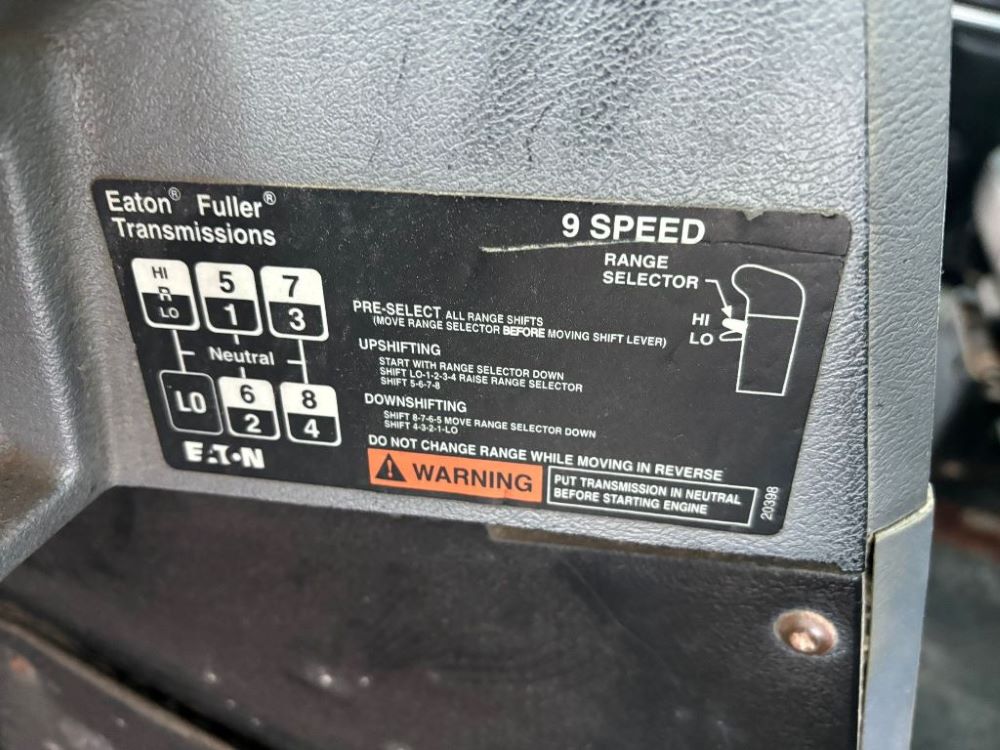 Eaton® Fuller®
Transmissions
9 SPEED
RANGE
SELECTOR
HI
LO
HI
R
LO
5
1
7
3
Neutral
LO
6
2
8
4
PRE-SELECT ALL RANGE SHIFTS
(MOVE RANGE SELECTOR BEFORE MOVING SHIFT LEVER)
UPSHIFTING
START WITH RANGE SELECTOR DOWN
SHIFT LO-1-2-3-4 RAISE RANGE SELECTOR
SHIFT 5-6-7-8
DOWNSHIFTING
SHIFT 8-7-6-5 MOVE RANGE SELECTOR DOWN
SHIFT 4-3-2-1-LO
DO NOT CHANGE RANGE WHILE MOVING IN REVERSE
EATON
WARNING
PUT TRANSMISSION IN NEUTRAL
BEFORE STARTING ENGINE
20398